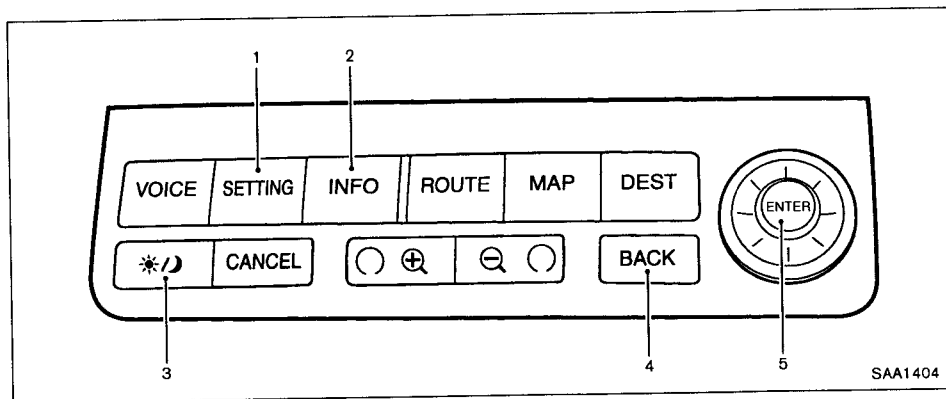 1 2
VOICE SETTING INFO ROUTE MAP DEST
ENTER
CANCEL BACK
3 4 5
SAA1404